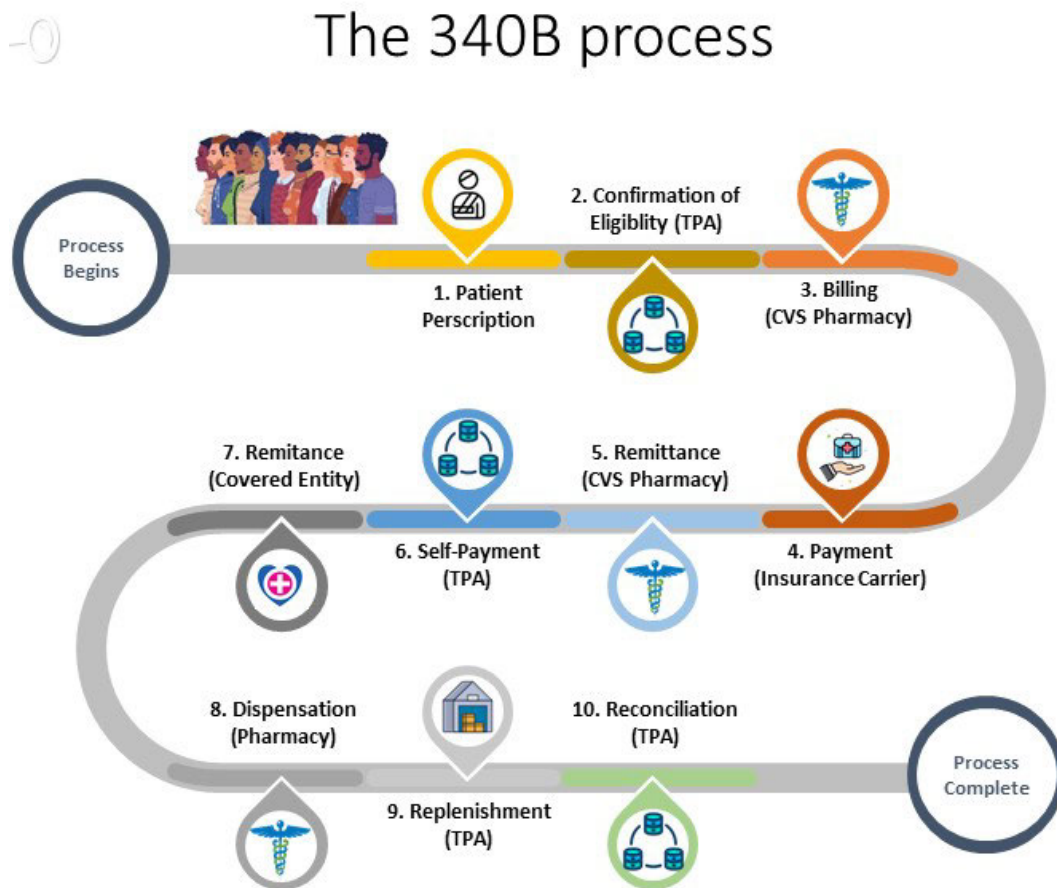 The 340B process
Process
Begins
1. Patient
Perscription
2. Confirmation of
Eligiblity (TPA)
3. Billing
(CVS Pharmacy)
4. Payment
(Insurance Carrier)
5. Remittance
(CVS Pharmacy)
6. Self-Payment
(TPA)
7. Remitance
(Covered Entity)
8. Dispensation
(Pharmacy)
9. Replenishment
(TPA)
10. Reconciliation
(TPA)
Process
Complete